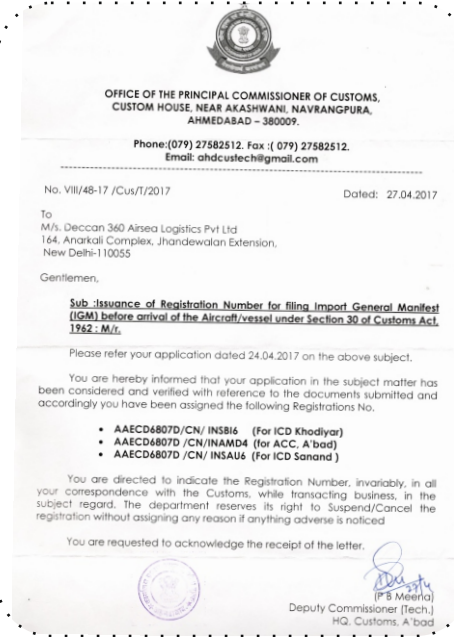 OFFICE OF THE PRINCIPAL COMMISSIONER OF CUSTOMS,
CUSTOM HOUSE, NEAR AKASHWANI, NAVRANGPURA,
AHMEDABAD – 380009.
Phone:(079) 27582512. Fax :( 079) 27582512.
Email: ahdcustech@gmail.com
No. VIII/48-17 /Cus/T/2017 Dated: 27.04.2017
To
M/s. Deccan 360 Airsea Logistics Pvt Ltd
164, Anarkali Complex, Jhandewalan Extension,
New Delhi-110055
Gentlemen,
Sub :Issuance of Registration Number for filing Import General Manifest
(IGM) before arrival of the Aircraft/vessel under Section 30 of Customs Act,
1962 : M/r.
Please refer your application dated 24.04.2017 on the above subject.
You are hereby informed that your application in the subject matter has
been considered and verified with reference to the documents submitted and
accordingly you have been assigned the following Registrations No.
• AAECD6807D/CN/ INSBI6 (For ICD Khodiyar)
• AAECD6807D /CN/INAMD4 (for ACC, A'bad)
• AAECD6807D /CN/ INSAU6 (For ICD Sanand )
You are directed to indicate the Registration Number, invariably, in all
your correspondence with the Customs, while transacting business, in the
subject regard. The department reserves its right to Suspend/Cancel the
registration without assigning any reason if anything adverse is noticed
You are requested to acknowledge the receipt of the letter.
(P B Meena)
Deputy Commissioner (Tech.)
HQ. Customs, A'bad